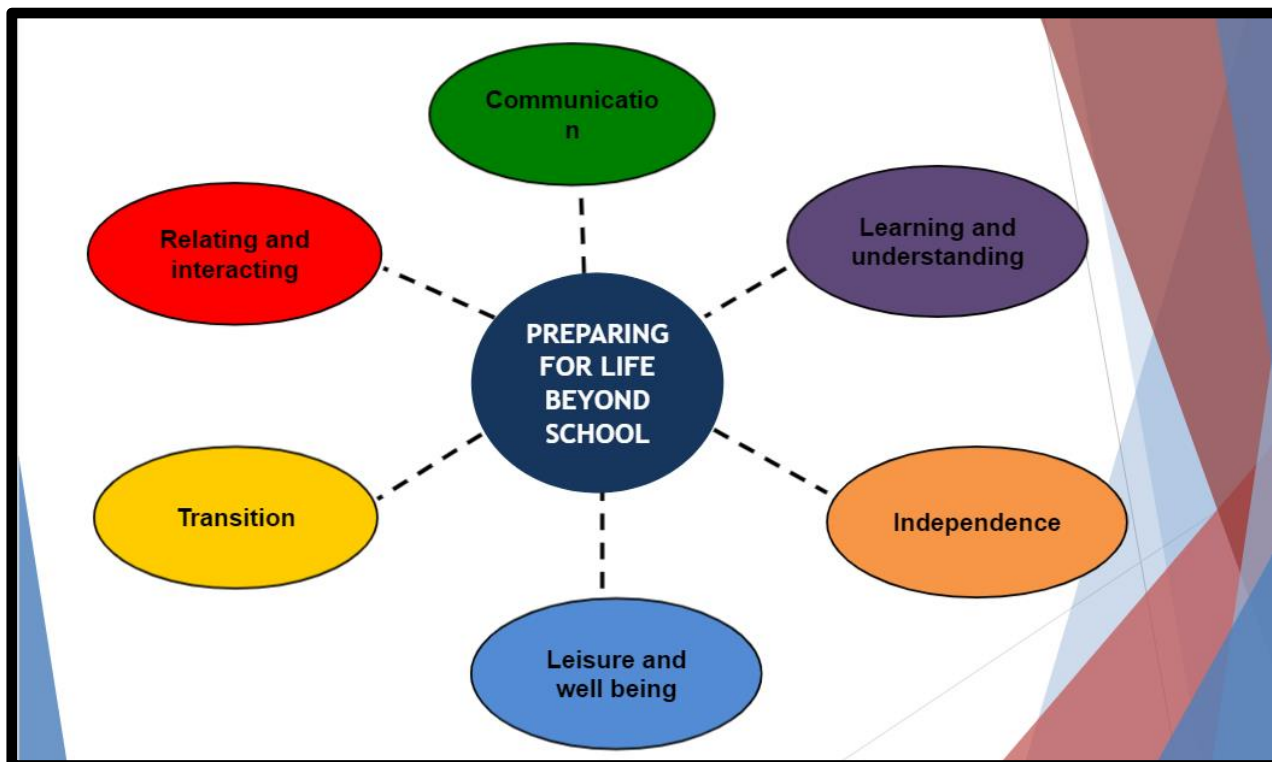 Communicatio
n
Relating and
interacting
Learning and
understanding
PREPARING
FOR LIFE
BEYOND
SCHOOL
Transition
Independence
Leisure and
well being